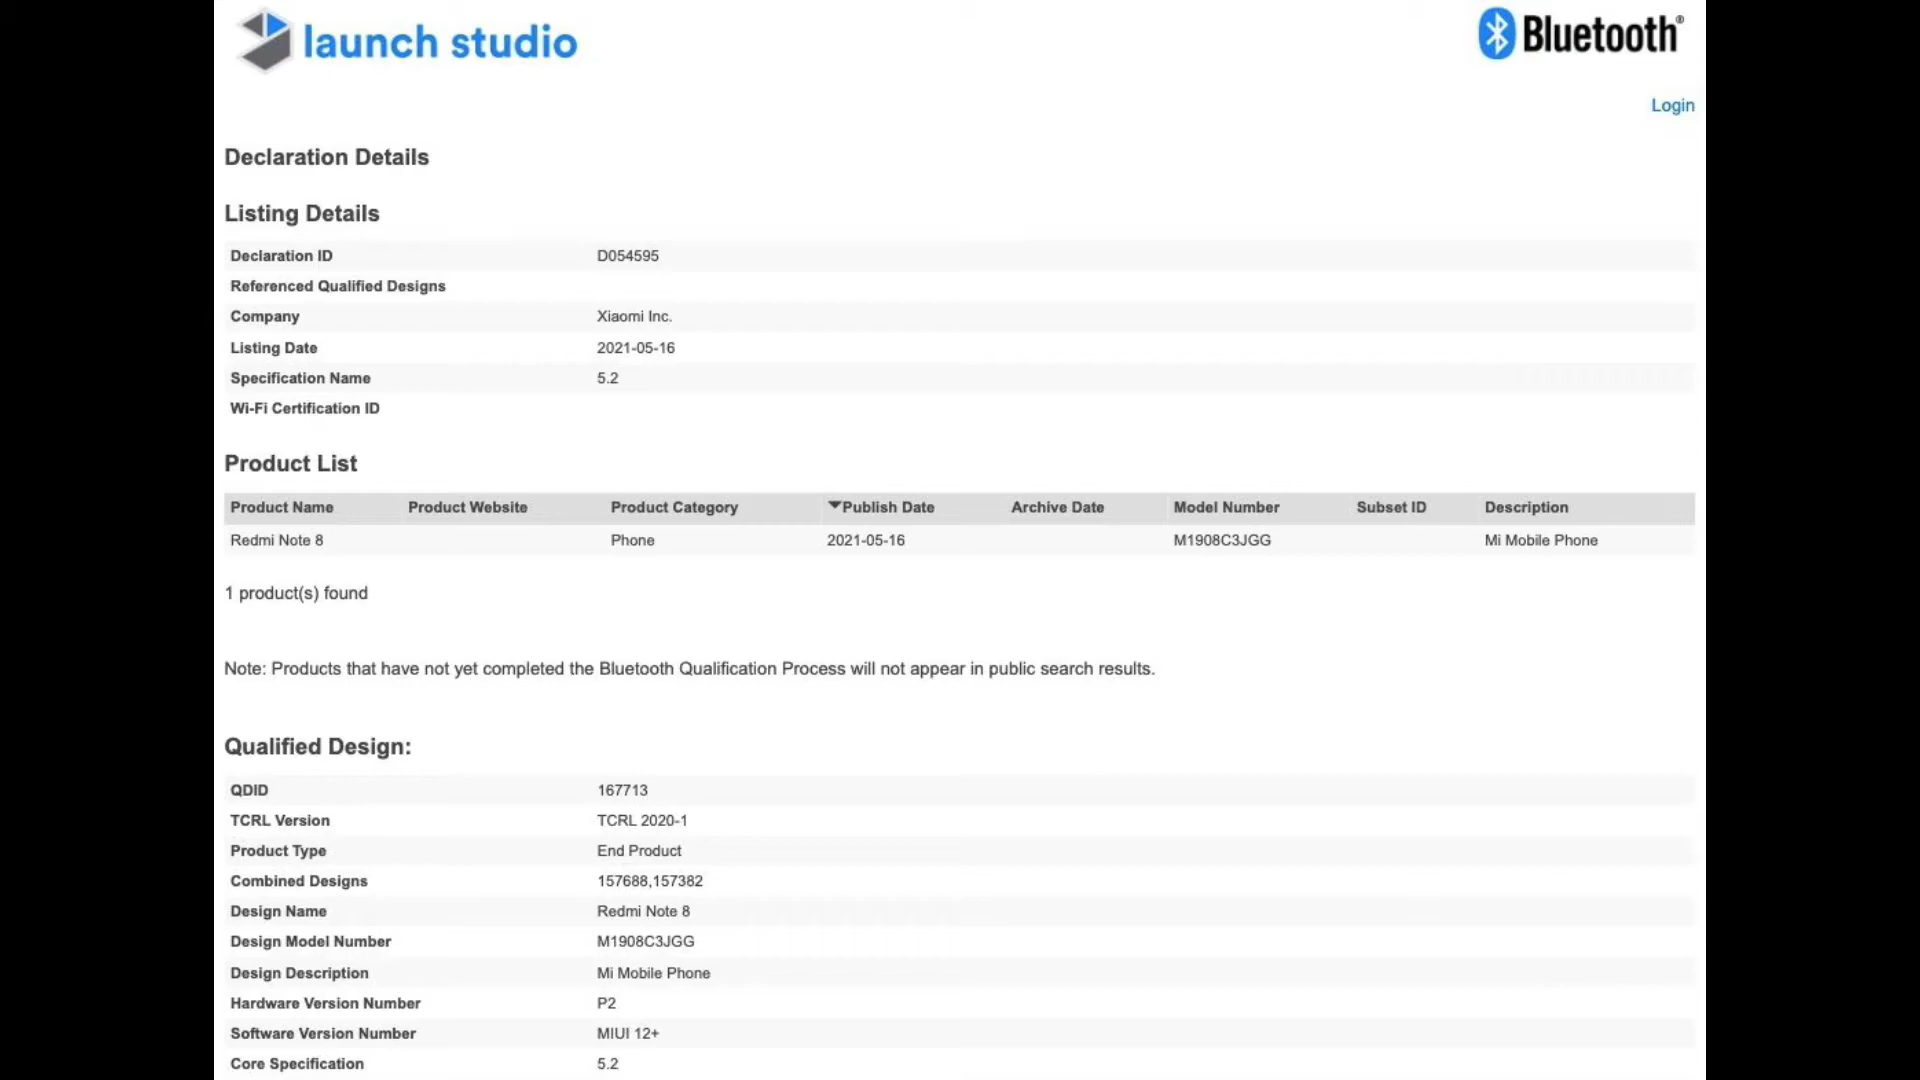 launch studio
Bluetooth®
Login
Declaration Details
Listing Details
Declaration ID D054595
Referenced Qualified Designs
Company Xiaomi Inc.
Listing Date 2021-05-16
Specification Name 5.2
Wi-Fi Certification ID
Product List
Product Name Product Website Product Category Publish Date Archive Date Model Number Subset ID Description
Redmi Note 8 Phone 2021-05-16 M1908C3JGG Mi Mobile Phone
1 product(s) found
Note: Products that have not yet completed the Bluetooth Qualification Process will not appear in public search results.
Qualified Design:
QDID 167713
TCRL Version TCRL 2020-1
Product Type End Product
Combined Designs 157688,157382
Design Name Redmi Note 8
Design Model Number M1908C3JGG
Design Description Mi Mobile Phone
Hardware Version Number P2
Software Version Number MIUI 12+
Core Specification 5.2